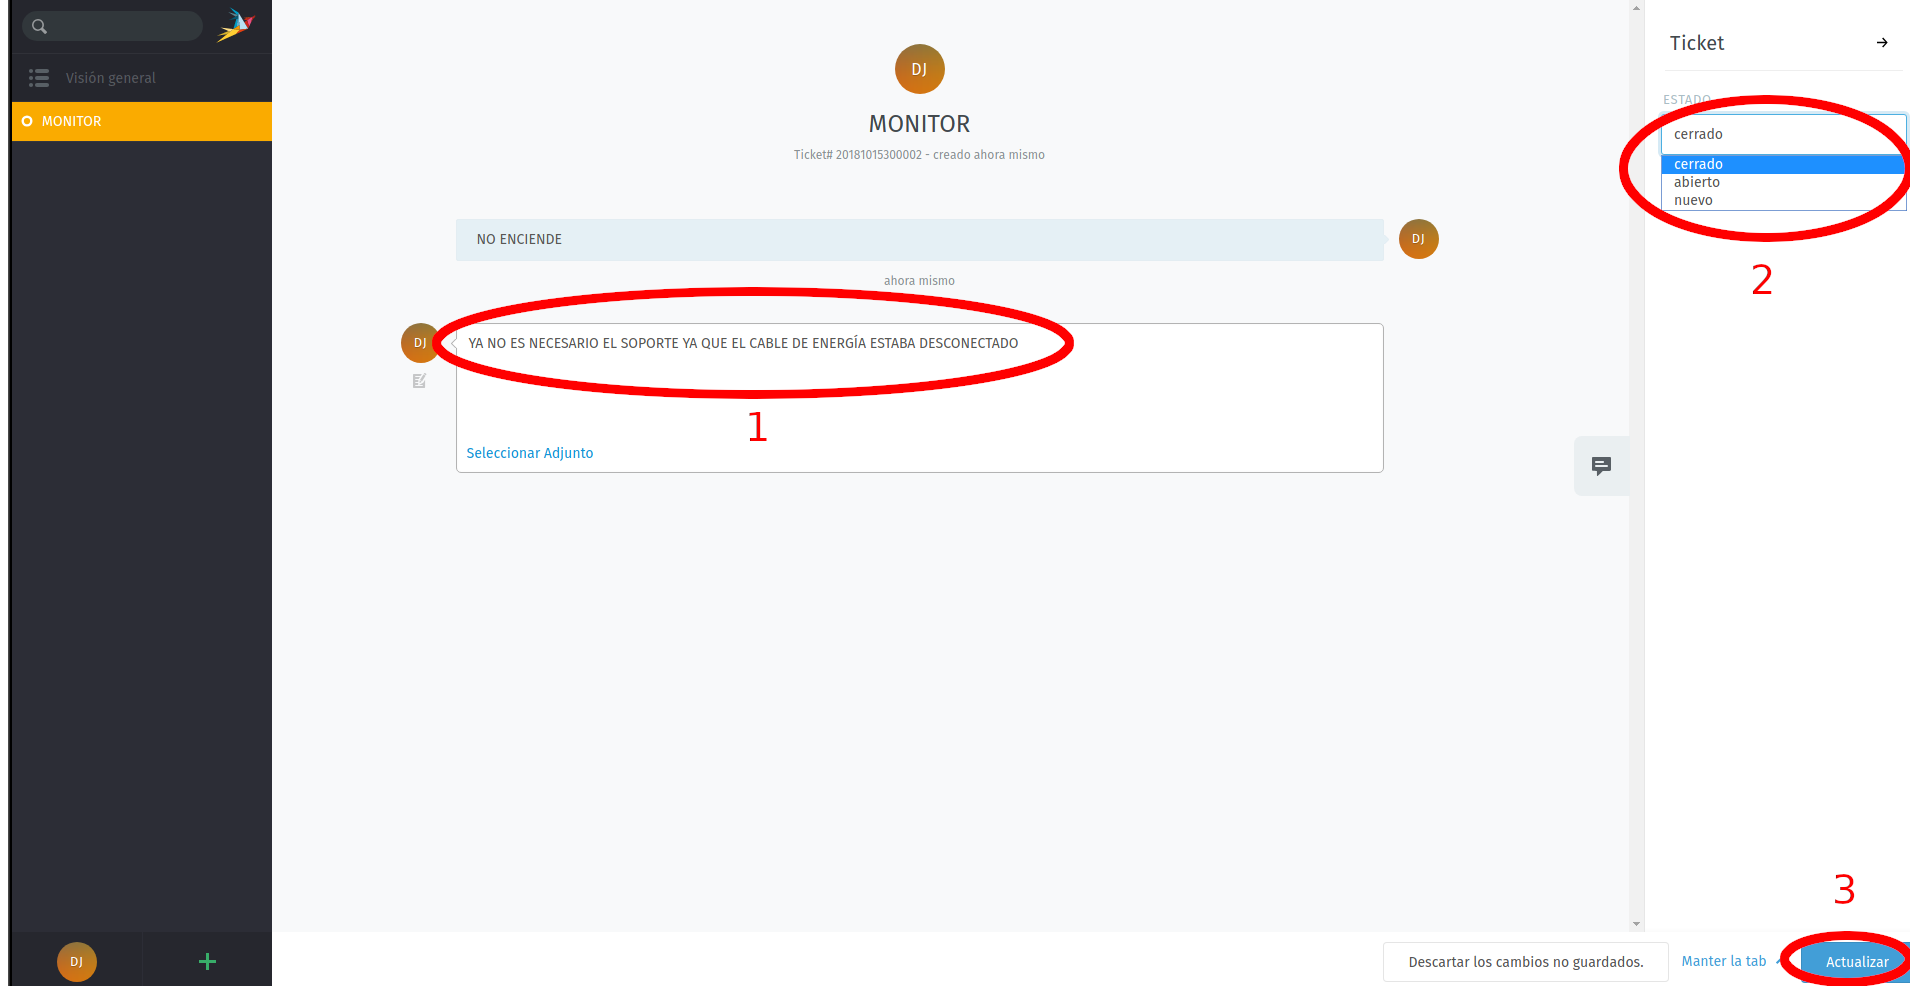 Visión general
MONITOR
DJ
MONITOR
Ticket# 20181015300002 - creado ahora mismo
NO ENCIENDE
DJ
ahora mismo
DJ
YA NO ES NECESARIO EL SOPORTE YA QUE EL CABLE DE ENERGÍA ESTABA DESCONECTADO
1
Seleccionar Adjunto
Ticket
ESTADO
cerrado
cerrado
abierto
nuevo
2
3
DJ
Descartar los cambios no guardados.
Manter la tab
Actualizar